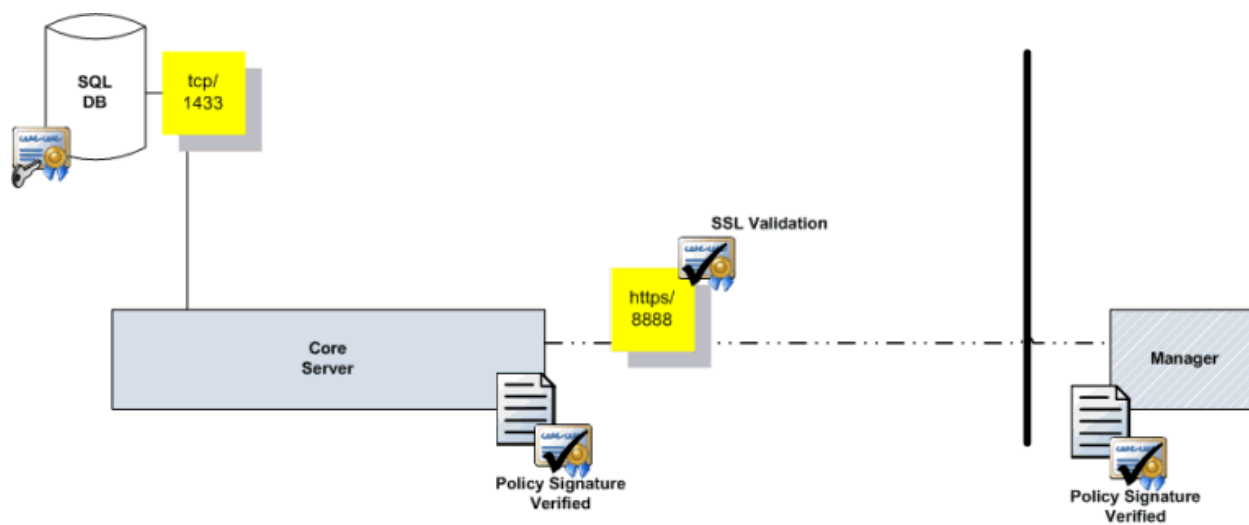 SQL
DB
tcp/
1433
SSL Validation
https/
8888
Core
Server
Manager
Policy Signature
Verified
Policy Signature
Verified